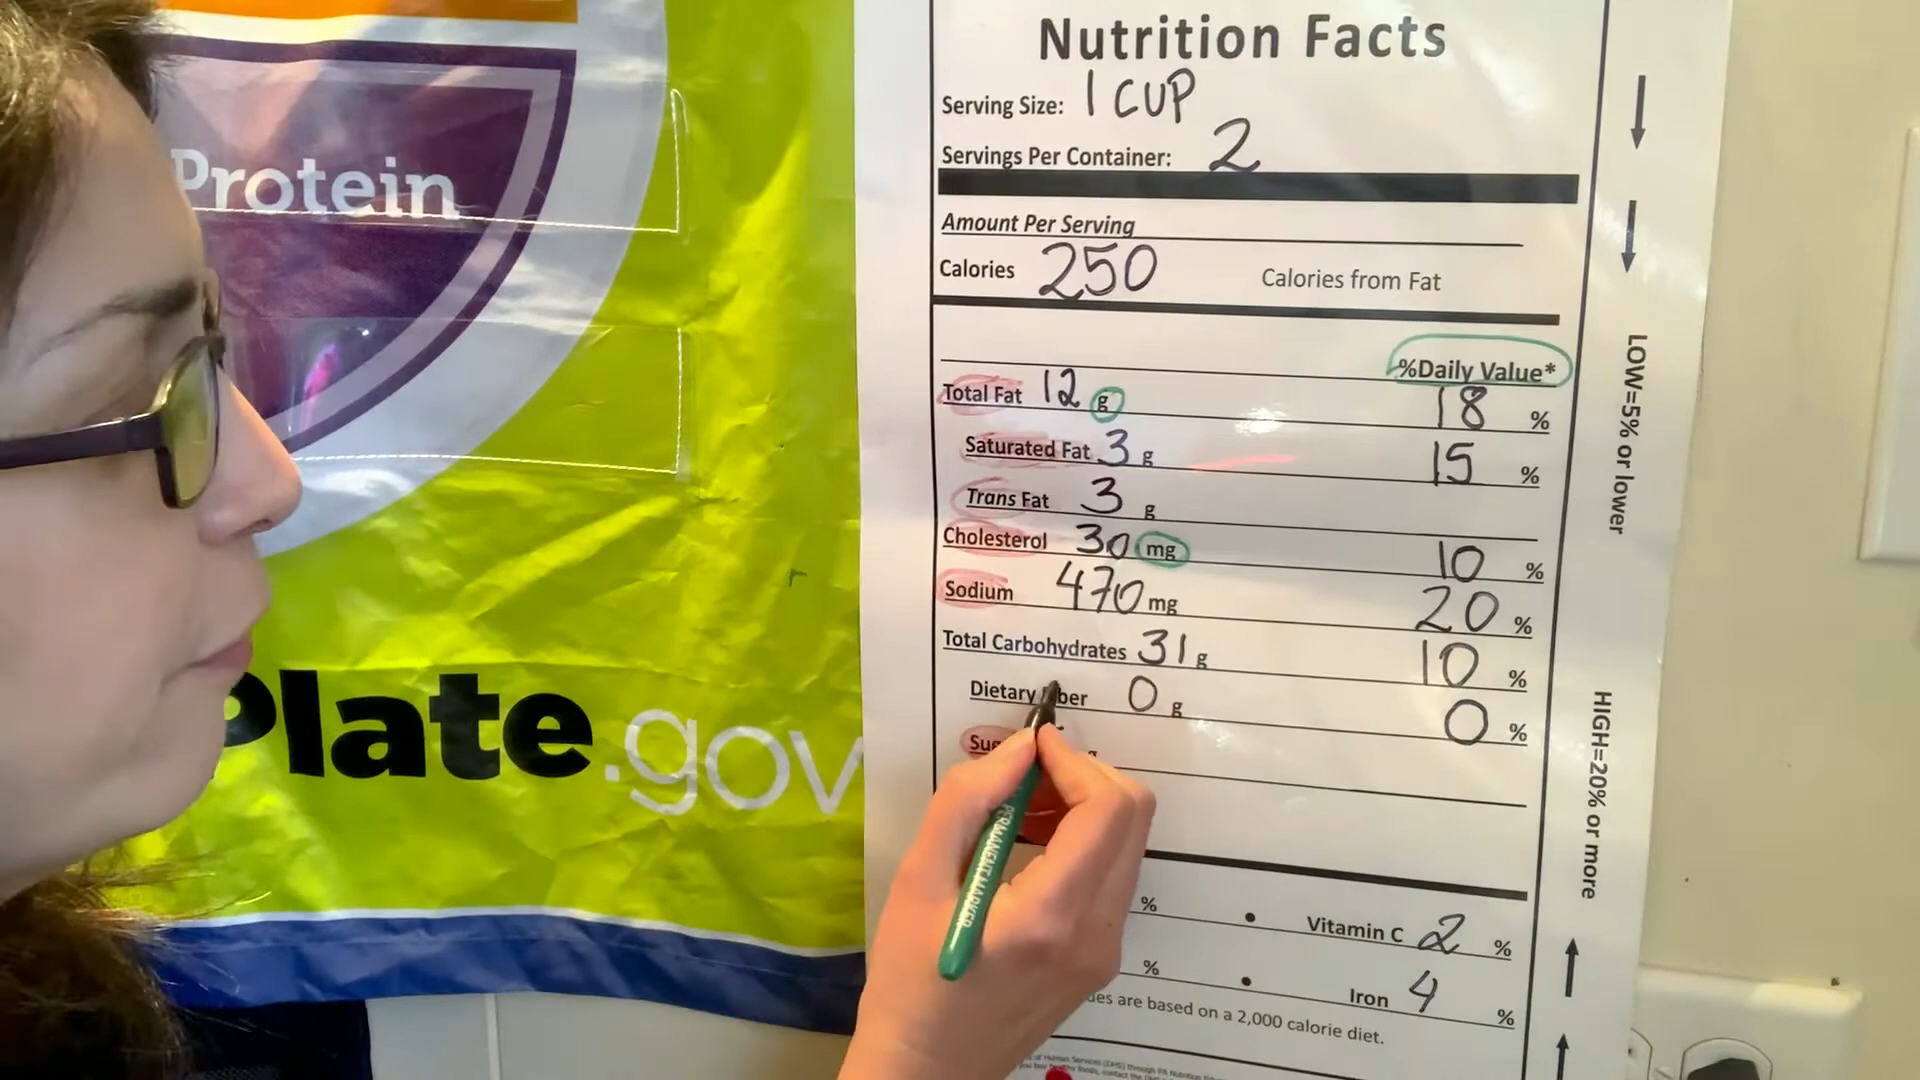 Protein
Plate.gov
Nutrition Facts
Serving Size: 1 CUP
Servings Per Container: 2
Amount Per Serving
Calories 250 Calories from Fat
%Daily Value*
Total Fat 12 g 18 %
Saturated Fat 3 g 15 %
Trans Fat 3 g
Cholesterol 30 mg 10 %
Sodium 470 mg 20 %
Total Carbohydrates 31 g 10 %
Dietary ber 0 g 0 %
Su
% • Vitamin C 2 %
% • Iron 4 %
ues are based on a 2,000 calorie diet.
LOW=5% or lower
HIGH=20% or more
PERMANENT MARKER